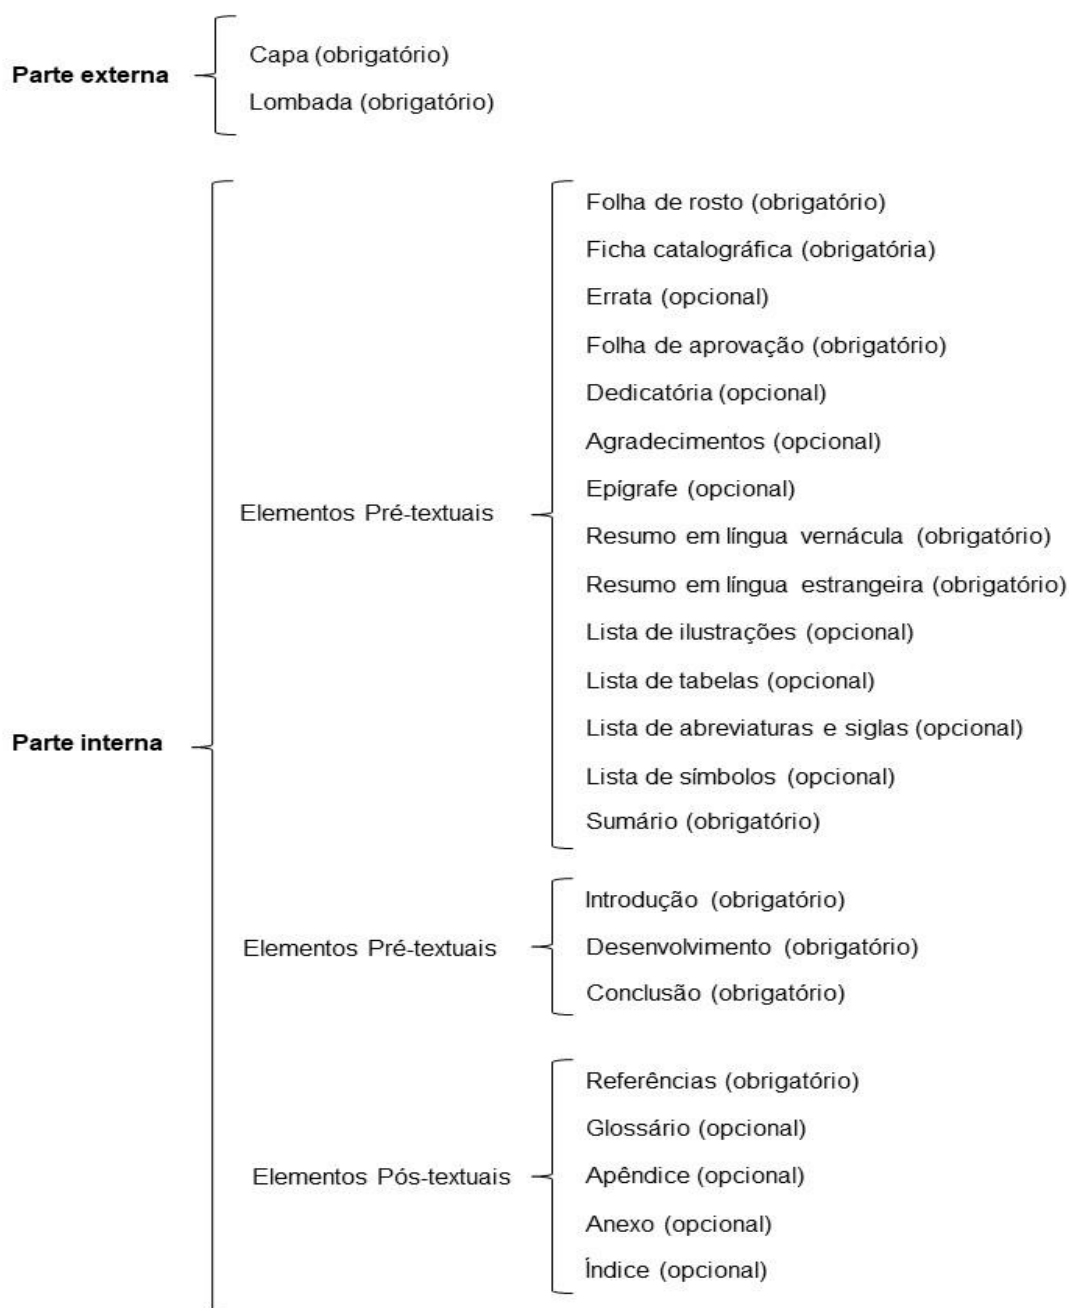 Parte externa
Capa (obrigatório)
Lombada (obrigatório)
Parte interna
Elementos Pré-textuais
Folha de rosto (obrigatório)
Ficha catalográfica (obrigatória)
Errata (opcional)
Folha de aprovação (obrigatório)
Dedicatória (opcional)
Agradecimentos (opcional)
Epígrafe (opcional)
Resumo em língua vernácula (obrigatório)
Resumo em língua estrangeira (obrigatório)
Lista de ilustrações (opcional)
Lista de tabelas (opcional)
Lista de abreviaturas e siglas (opcional)
Lista de símbolos (opcional)
Sumário (obrigatório)
Elementos Pré-textuais
Introdução (obrigatório)
Desenvolvimento (obrigatório)
Conclusão (obrigatório)
Elementos Pós-textuais
Referências (obrigatório)
Glossário (opcional)
Apêndice (opcional)
Anexo (opcional)
Índice (opcional)